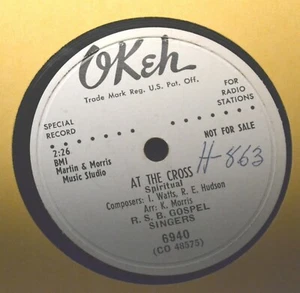 OKeh
Trade Mark Reg. U.S. Pat. Off.
SPECIAL
RECORD
FOR
RADIO
STATIONS
2:26
BMI
Martin & Morris
Music Studio
NOT FOR SALE
H-863
AT THE CROSS
Spiritual
Composers: I. Watts, R. E. Hudson
Arr: K. Morris
R. S. B. GOSPEL
SINGERS
6940
(CO 48575)